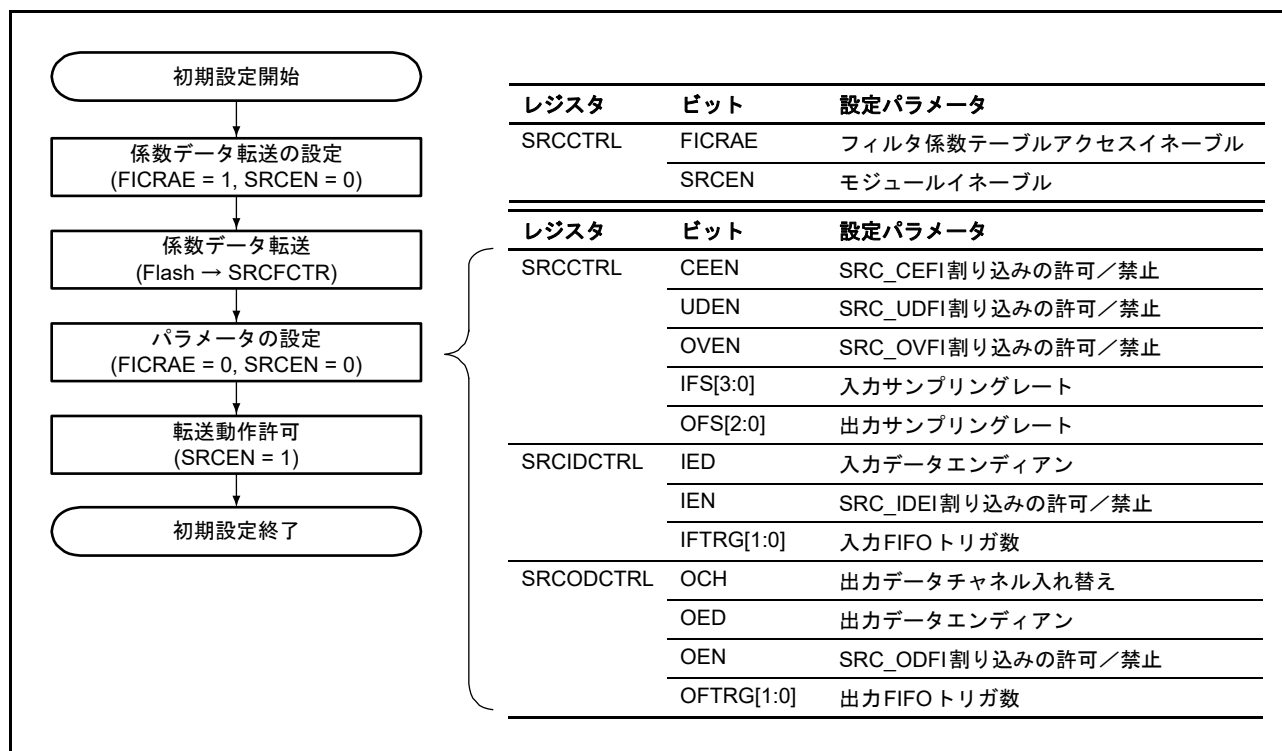 初期設定開始
係数データ転送の設定
(FICRAE = 1, SRCEN = 0)
係数データ転送
(Flash → SRCFCTR)
パラメータの設定
(FICRAE = 0, SRCEN = 0)
転送動作許可
(SRCEN = 1)
初期設定終了
レジスタ ビット 設定パラメータ
SRCCTRL FICRAE フィルタ係数テーブルアクセスイネーブル
SRCEN モジュールイネーブル
レジスタ ビット 設定パラメータ
SRCCTRL CEEN SRC_CEFI割り込みの許可／禁止
UDEN SRC_UDFI割り込みの許可／禁止
OVEN SRC_OVFI割り込みの許可／禁止
IFS[3:0] 入力サンプリングレート
OFS[2:0] 出力サンプリングレート
SRCIDCTRL IED 入力データエンディアン
IEN SRC_IDEI割り込みの許可／禁止
IFTRG[1:0] 入力FIFOトリガ数
SRCODCTRL OCH 出力データチャネル入れ替え
OED 出力データエンディアン
OEN SRC_ODFI割り込みの許可／禁止
OFTRG[1:0] 出力FIFOトリガ数